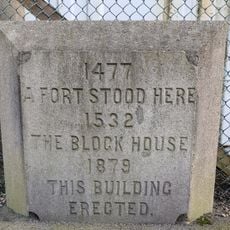 1477
A FORT STOOD HERE
1532
THE BLOCK HOUSE
1879
THIS BUILDING
ERECTED.